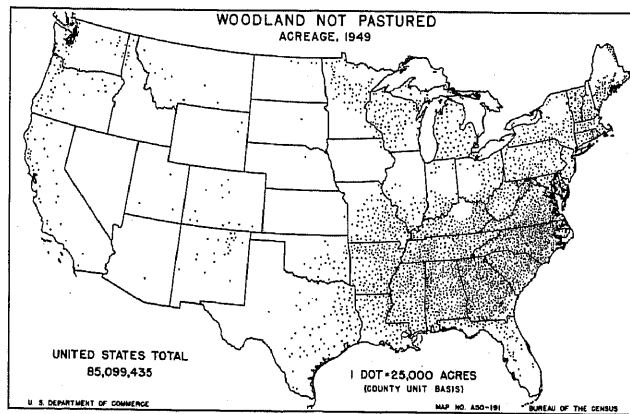 WOODLAND NOT PASTURED
ACREAGE, 1949
UNITED STATES TOTAL
85,099,435
1 DOT=25,000 ACRES
(COUNTY UNIT BASIS)
U. S. DEPARTMENT OF COMMERCE
MAP NO. A50-191
BUREAU OF THE CENSUS